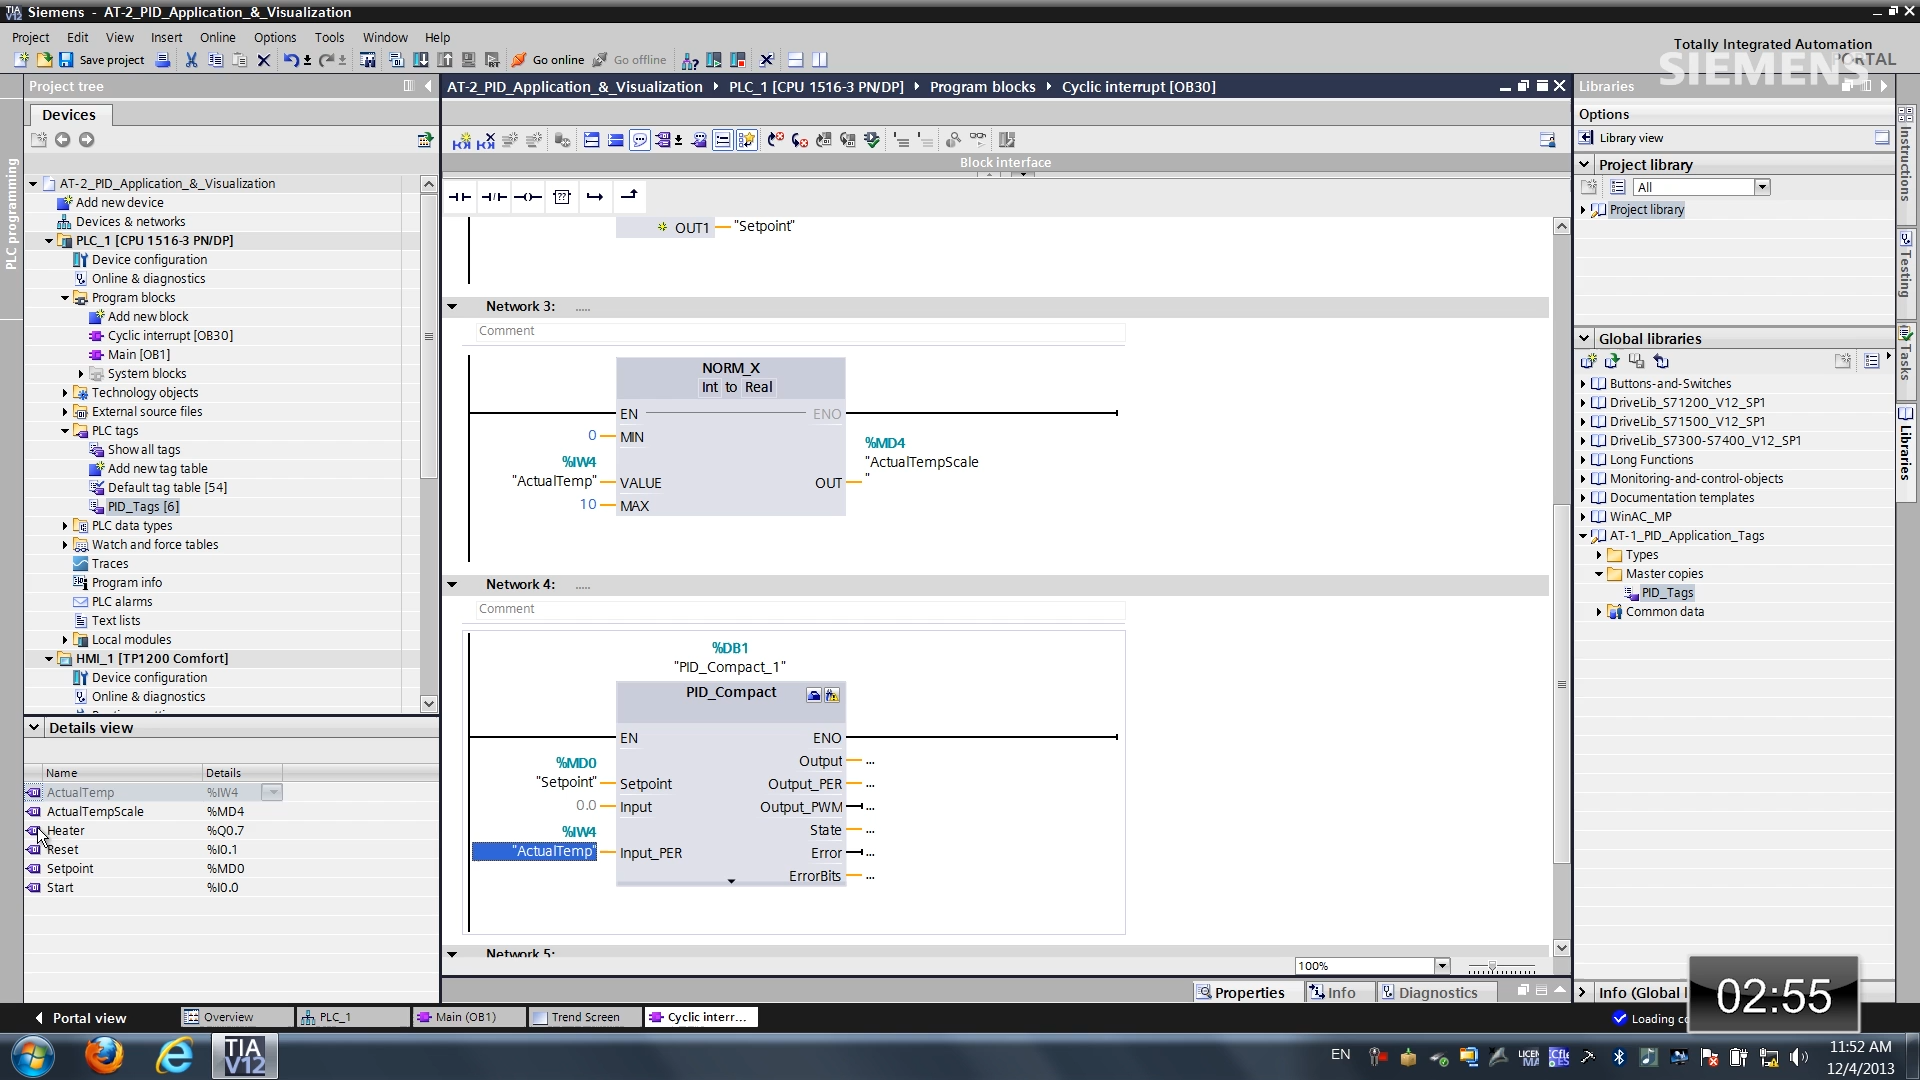 Siemens - AT-2_PID_Application_&_Visualization
Project Edit View Insert Online Options Tools Window Help
Totally Integrated Automation
PORTAL
SIEMENS
Save project
Go online
Go offline
Project tree
AT-2_PID_Application_&_Visualization PLC_1 [CPU 1516-3 PN/DP] Program blocks Cyclic interrupt [OB30]
Libraries
Devices
Options
Library view
Block interface
Project library
All
Project library
PLC programming
AT-2_PID_Application_&_Visualization
Add new device
Devices & networks
PLC_1 [CPU 1516-3 PN/DP]
Device configuration
Online & diagnostics
Program blocks
Add new block
Cyclic interrupt [OB30]
Main [OB1]
System blocks
Technology objects
External source files
PLC tags
Show all tags
Add new tag table
Default tag table [54]
PID_Tags [6]
PLC data types
Watch and force tables
Traces
Program info
PLC alarms
Text lists
Local modules
HMI_1 [TP1200 Comfort]
Device configuration
Online & diagnostics
OUT1
"Setpoint"
Network 3: .....
Comment
NORM_X
Int to Real
EN
ENO
0
MIN
%IW4
"ActualTemp"
VALUE
10
MAX
OUT
%MD4
"ActualTempScale
"
Network 4: .....
Comment
%DB1
"PID_Compact_1"
PID_Compact
EN
ENO
Output ...
%MD0
"Setpoint"
Setpoint
Output_PER ...
0.0
Input
Output_PWM ...
%IW4
State ...
"ActualTemp"
Input_PER
Error ...
ErrorBits ...
Network 5:
100%
Properties
Info
Diagnostics
Global libraries
Buttons-and-Switches
DriveLib_S71200_V12_SP1
DriveLib_S71500_V12_SP1
DriveLib_S7300-S7400_V12_SP1
Long Functions
Monitoring-and-control-objects
Documentation templates
WinAC_MP
AT-1_PID_Application_Tags
Types
Master copies
PID_Tags
Common data
Instructions
Testing
Tasks
Libraries
Info (Global
Details view
Name Details
ActualTemp %IW4
ActualTempScale %MD4
Heater %Q0.7
Reset %I0.1
Setpoint %MD0
Start %I0.0
Portal view
Overview
PLC_1
Main (OB1)
Trend Screen
Cyclic interr...
Loading
02:55
TIA
V12
EN
11:52 AM
12/4/2013